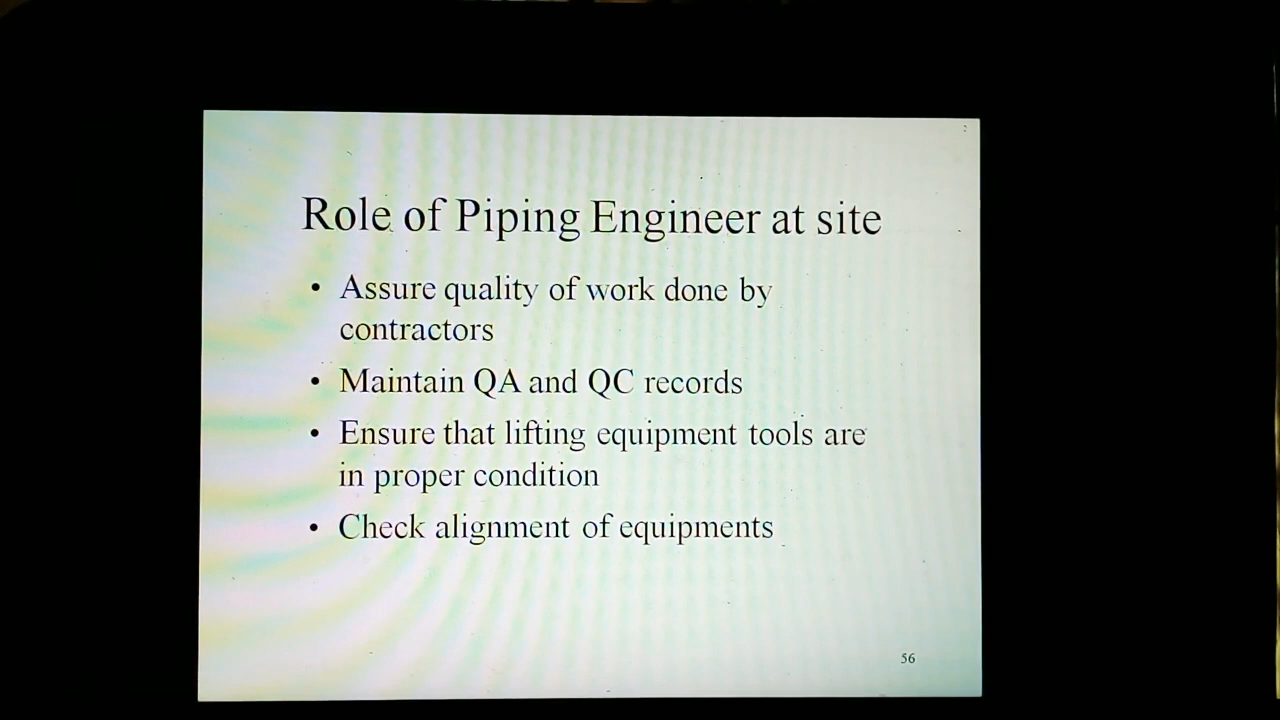 Role of Piping Engineer at site
• Assure quality of work done by
contractors
• Maintain QA and QC records
• Ensure that lifting equipment tools are
in proper condition
• Check alignment of equipments
56